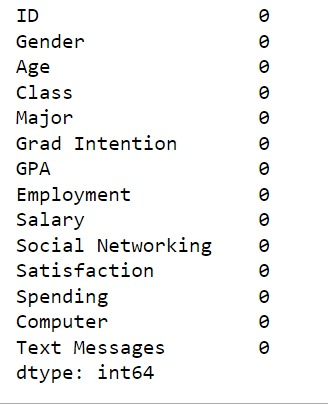 ID 0
Gender 0
Age 0
Class 0
Major 0
Grad Intention 0
GPA 0
Employment 0
Salary 0
Social Networking 0
Satisfaction 0
Spending 0
Computer 0
Text Messages 0
dtype: int64